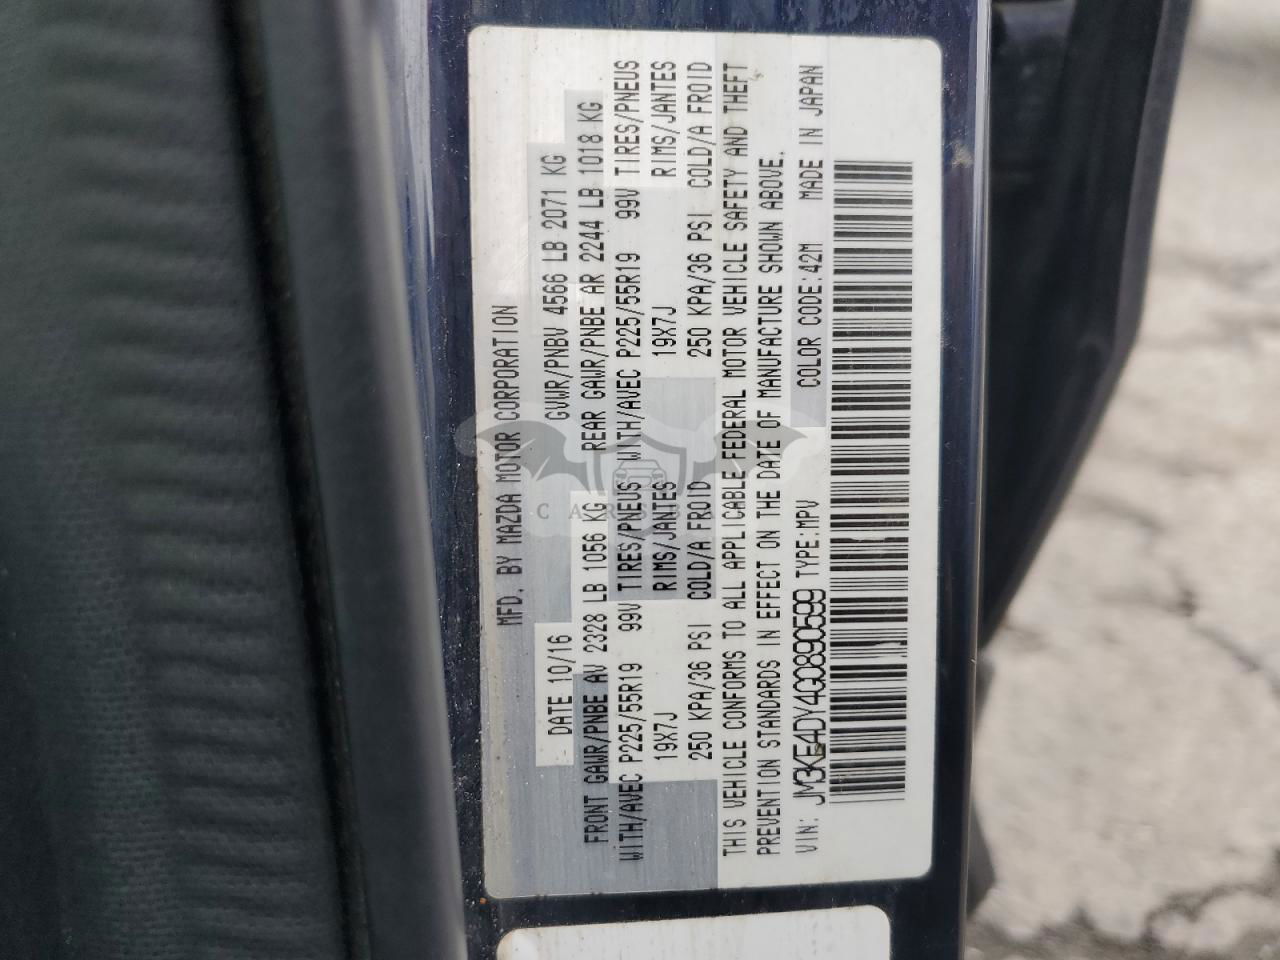 MFD. BY MAZDA MOTOR CORPORATION
DATE 10/16 GVWR/PNBV 4566 LB 2071 KG
FRONT GAWR/PNBE AV 2328 LB 1056 KG REAR GAWR/PNBE AR 2244 LB 1018 KG
WITH/AVEC P225/55R19 99V TIRES/PNEUS WITH/AVEC P225/55R19 99V TIRES/PNEUS
19X7J RIMS/JANTES 19X7J RIMS/JANTES
250 KPA/36 PSI COLD/A FROID 250 KPA/36 PSI COLD/A FROID
THIS VEHICLE CONFORMS TO ALL APPLICABLE FEDERAL MOTOR VEHICLE SAFETY AND THEFT
PREVENTION STANDARDS IN EFFECT ON THE DATE OF MANUFACTURE SHOWN ABOVE.
VIN: JM3KE4DY4G0890599 TYPE:MPV COLOR CODE:42M MADE IN JAPAN